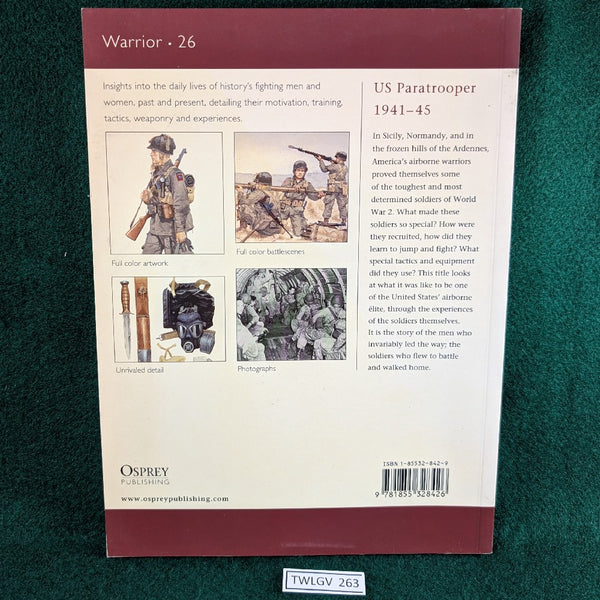 Warrior • 26
Insights into the daily lives of history's fighting men and
women, past and present, detailing their motivation, training,
tactics, weaponry and experiences.
Full color artwork
Full color battlescenes
Unrivaled detail
Photographs
US Paratrooper
1941–45
In Sicily, Normandy, and in
the frozen hills of the Ardennes,
America's airborne warriors
proved themselves some
of the toughest and most
determined soldiers of World
War 2. What made these
soldiers so special? How were
they recruited, how did they
learn to jump and fight? What
special tactics and equipment
did they use? This title looks
at what it was like to be one
of the United States' airborne
élite, through the experiences
of the soldiers themselves.
It is the story of the men who
invariably led the way; the
soldiers who flew to battle
and walked home.
OSPREY
PUBLISHING
www.ospreypublishing.com
ISBN 1-85532-842-9
9 781855 328426
TWLGV 263